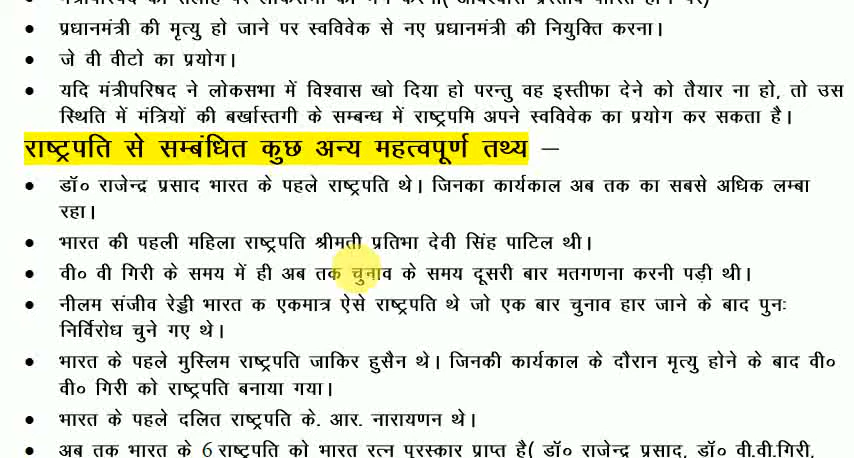 प्रधानमंत्री की मृत्यु हो जाने पर स्वविवेक से नए प्रधानमंत्री की नियुक्ति करना।
जे वी वीटो का प्रयोग।
यदि मंत्रीपरिषद ने लोकसभा में विश्वास खो दिया हो परन्तु वह इस्तीफा देने को तैयार ना हो, तो उस
स्थिति में मंत्रियों की बर्खास्तगी के सम्बन्ध में राष्ट्रपमि अपने स्वविवेक का प्रयोग कर सकता है।
राष्ट्रपति से सम्बंधित कुछ अन्य महत्वपूर्ण तथ्य –
डॉ० राजेन्द्र प्रसाद भारत के पहले राष्ट्रपति थे। जिनका कार्यकाल अब तक का सबसे अधिक लम्बा
रहा।
भारत की पहली महिला राष्ट्रपति श्रीमती प्रतिभा देवी सिंह पाटिल थी।
वी० वी गिरी के समय में ही अब तक चुनाव के समय दूसरी बार मतगणना करनी पड़ी थी।
नीलम संजीव रेड्डी भारत क एकमात्र ऐसे राष्ट्रपति थे जो एक बार चुनाव हार जाने के बाद पुनः
निर्विरोध चुने गए थे।
भारत के पहले मुस्लिम राष्ट्रपति जाकिर हुसैन थे। जिनकी कार्यकाल के दौरान मृत्यु होने के बाद वी०
वी० गिरी को राष्ट्रपति बनाया गया।
भारत के पहले दलित राष्ट्रपति के. आर. नारायणन थे।
अब तक भारत के 6 राष्ट्रपति को भारत रत्न पुरस्कार प्राप्त है( डॉ० राजेन्द्र प्रसाद, डॉ० वी.वी.गिरी,